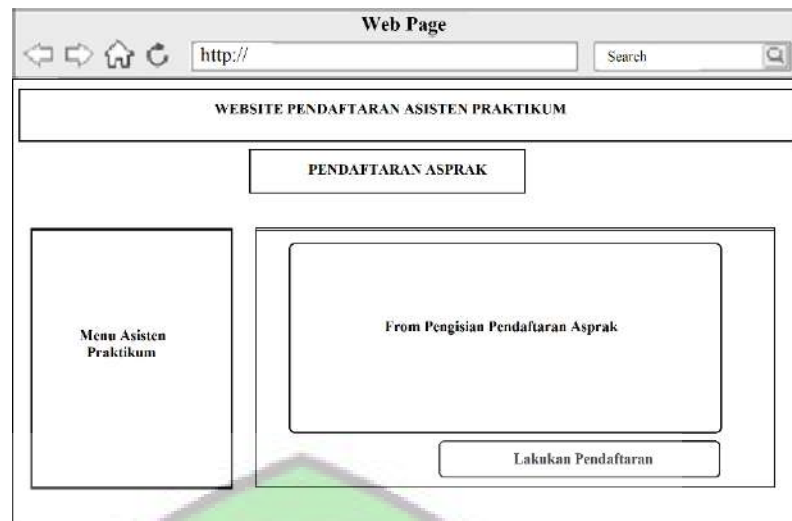 Web Page
http://
Search
WEBSITE PENDAFTARAN ASISTEN PRAKTIKUM
PENDAFTARAN ASPRAK
Menu Asisten
Praktikum
From Pengisian Pendaftaran Asprak
Lakukan Pendaftaran